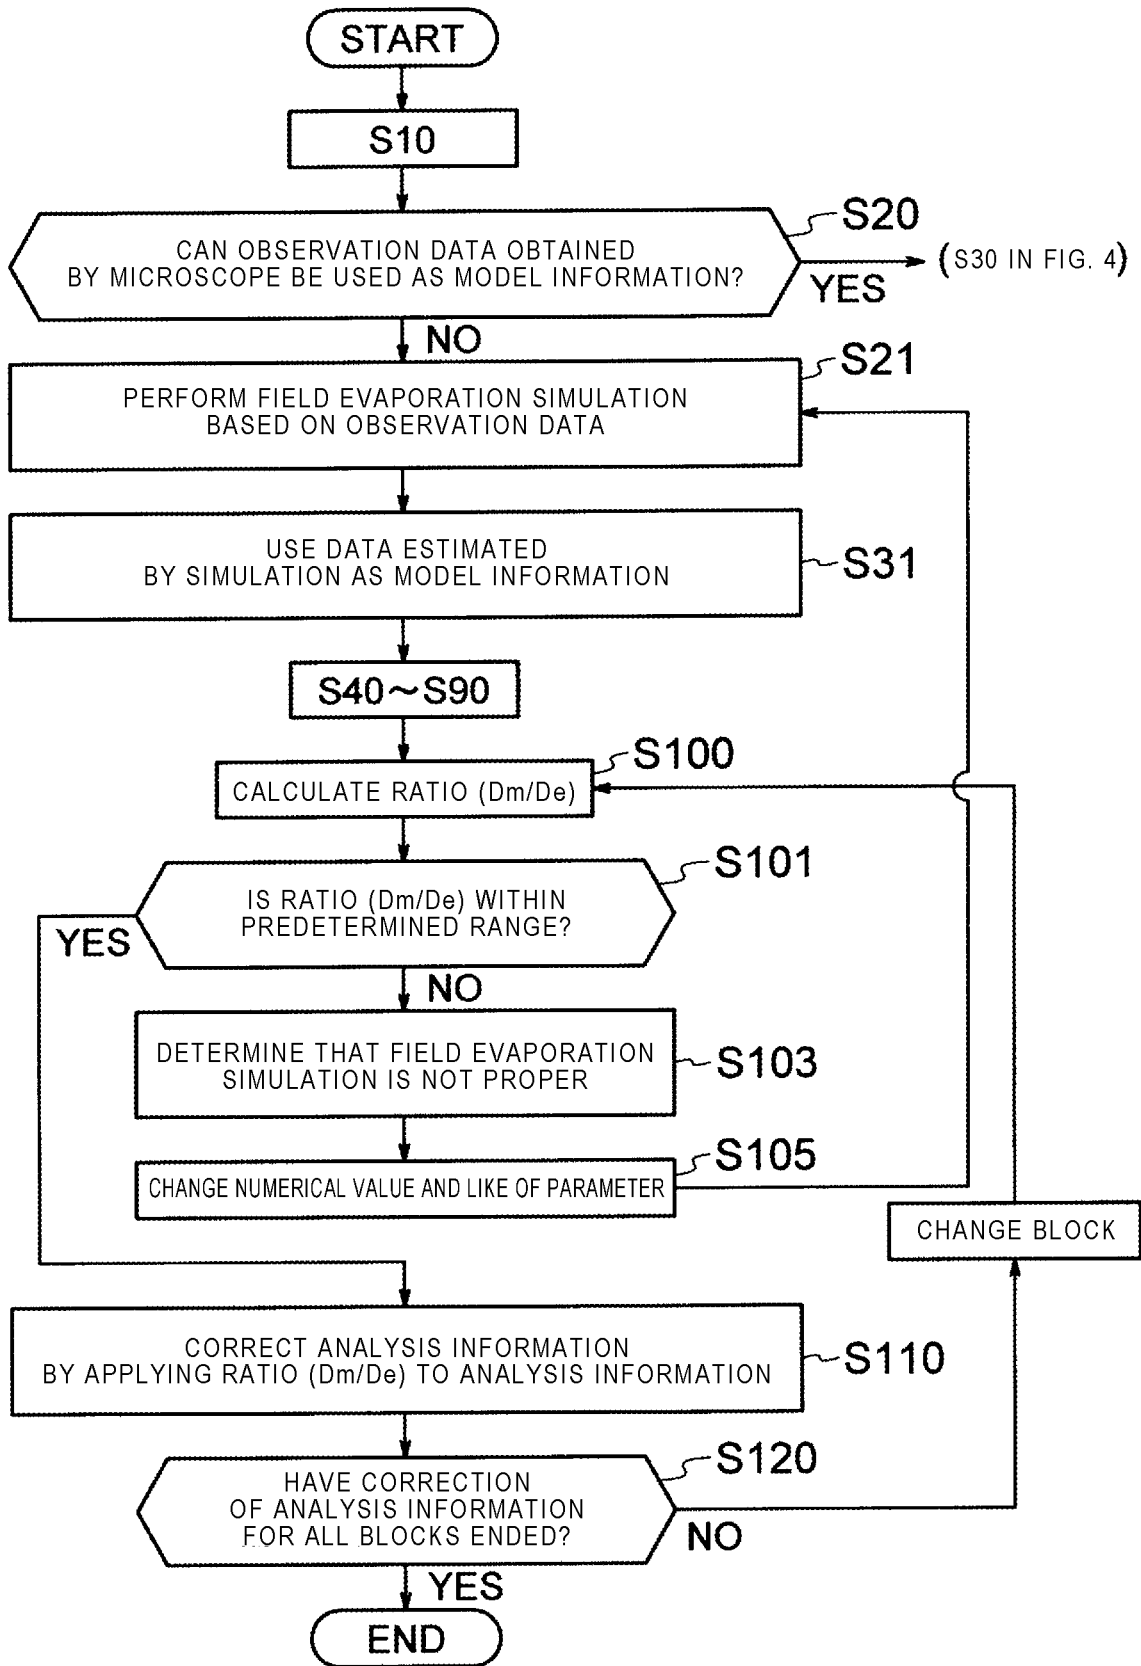 START
S10
S20
CAN OBSERVATION DATA OBTAINED
BY MICROSCOPE BE USED AS MODEL INFORMATION?
(S30 IN FIG. 4)
YES
NO
S21
PERFORM FIELD EVAPORATION SIMULATION
BASED ON OBSERVATION DATA
USE DATA ESTIMATED
BY SIMULATION AS MODEL INFORMATION
S31
S40~S90
S100
CALCULATE RATIO (Dm/De)
S101
IS RATIO (Dm/De) WITHIN
PREDETERMINED RANGE?
YES
NO
DETERMINE THAT FIELD EVAPORATION
SIMULATION IS NOT PROPER
S103
S105
CHANGE NUMERICAL VALUE AND LIKE OF PARAMETER
CHANGE BLOCK
CORRECT ANALYSIS INFORMATION
BY APPLYING RATIO (Dm/De) TO ANALYSIS INFORMATION
S110
S120
HAVE CORRECTION
OF ANALYSIS INFORMATION
FOR ALL BLOCKS ENDED?
NO
YES
END